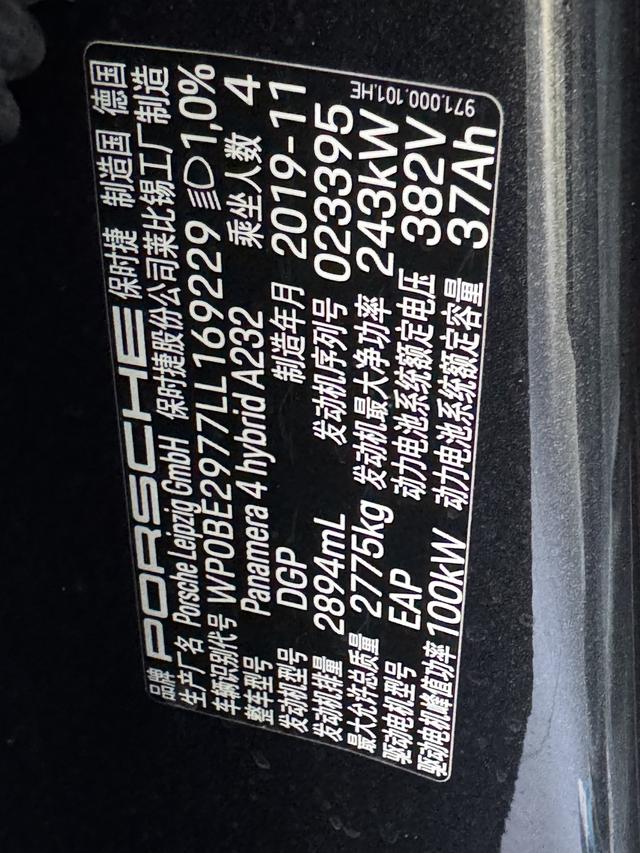 品牌 PORSCHE 保时捷 制造国 德国
生产厂名 Porsche Leipzig GmbH 保时捷股份公司莱比锡工厂制造
车辆识别代号 WP0BE2977LL169229 1,0%
整车型号 Panamera 4 hybrid A232 乘坐人数 4
发动机型号 DGP 制造年月 2019-11
发动机排量 2894mL 发动机序列号 023395
最大允许总质量 2775kg 发动机最大净功率 243kW
驱动电机型号 EAP 动力电池系统额定电压 382V
驱动电机峰值功率 100kW 动力电池系统额定容量 37Ah
971.000.101.HE